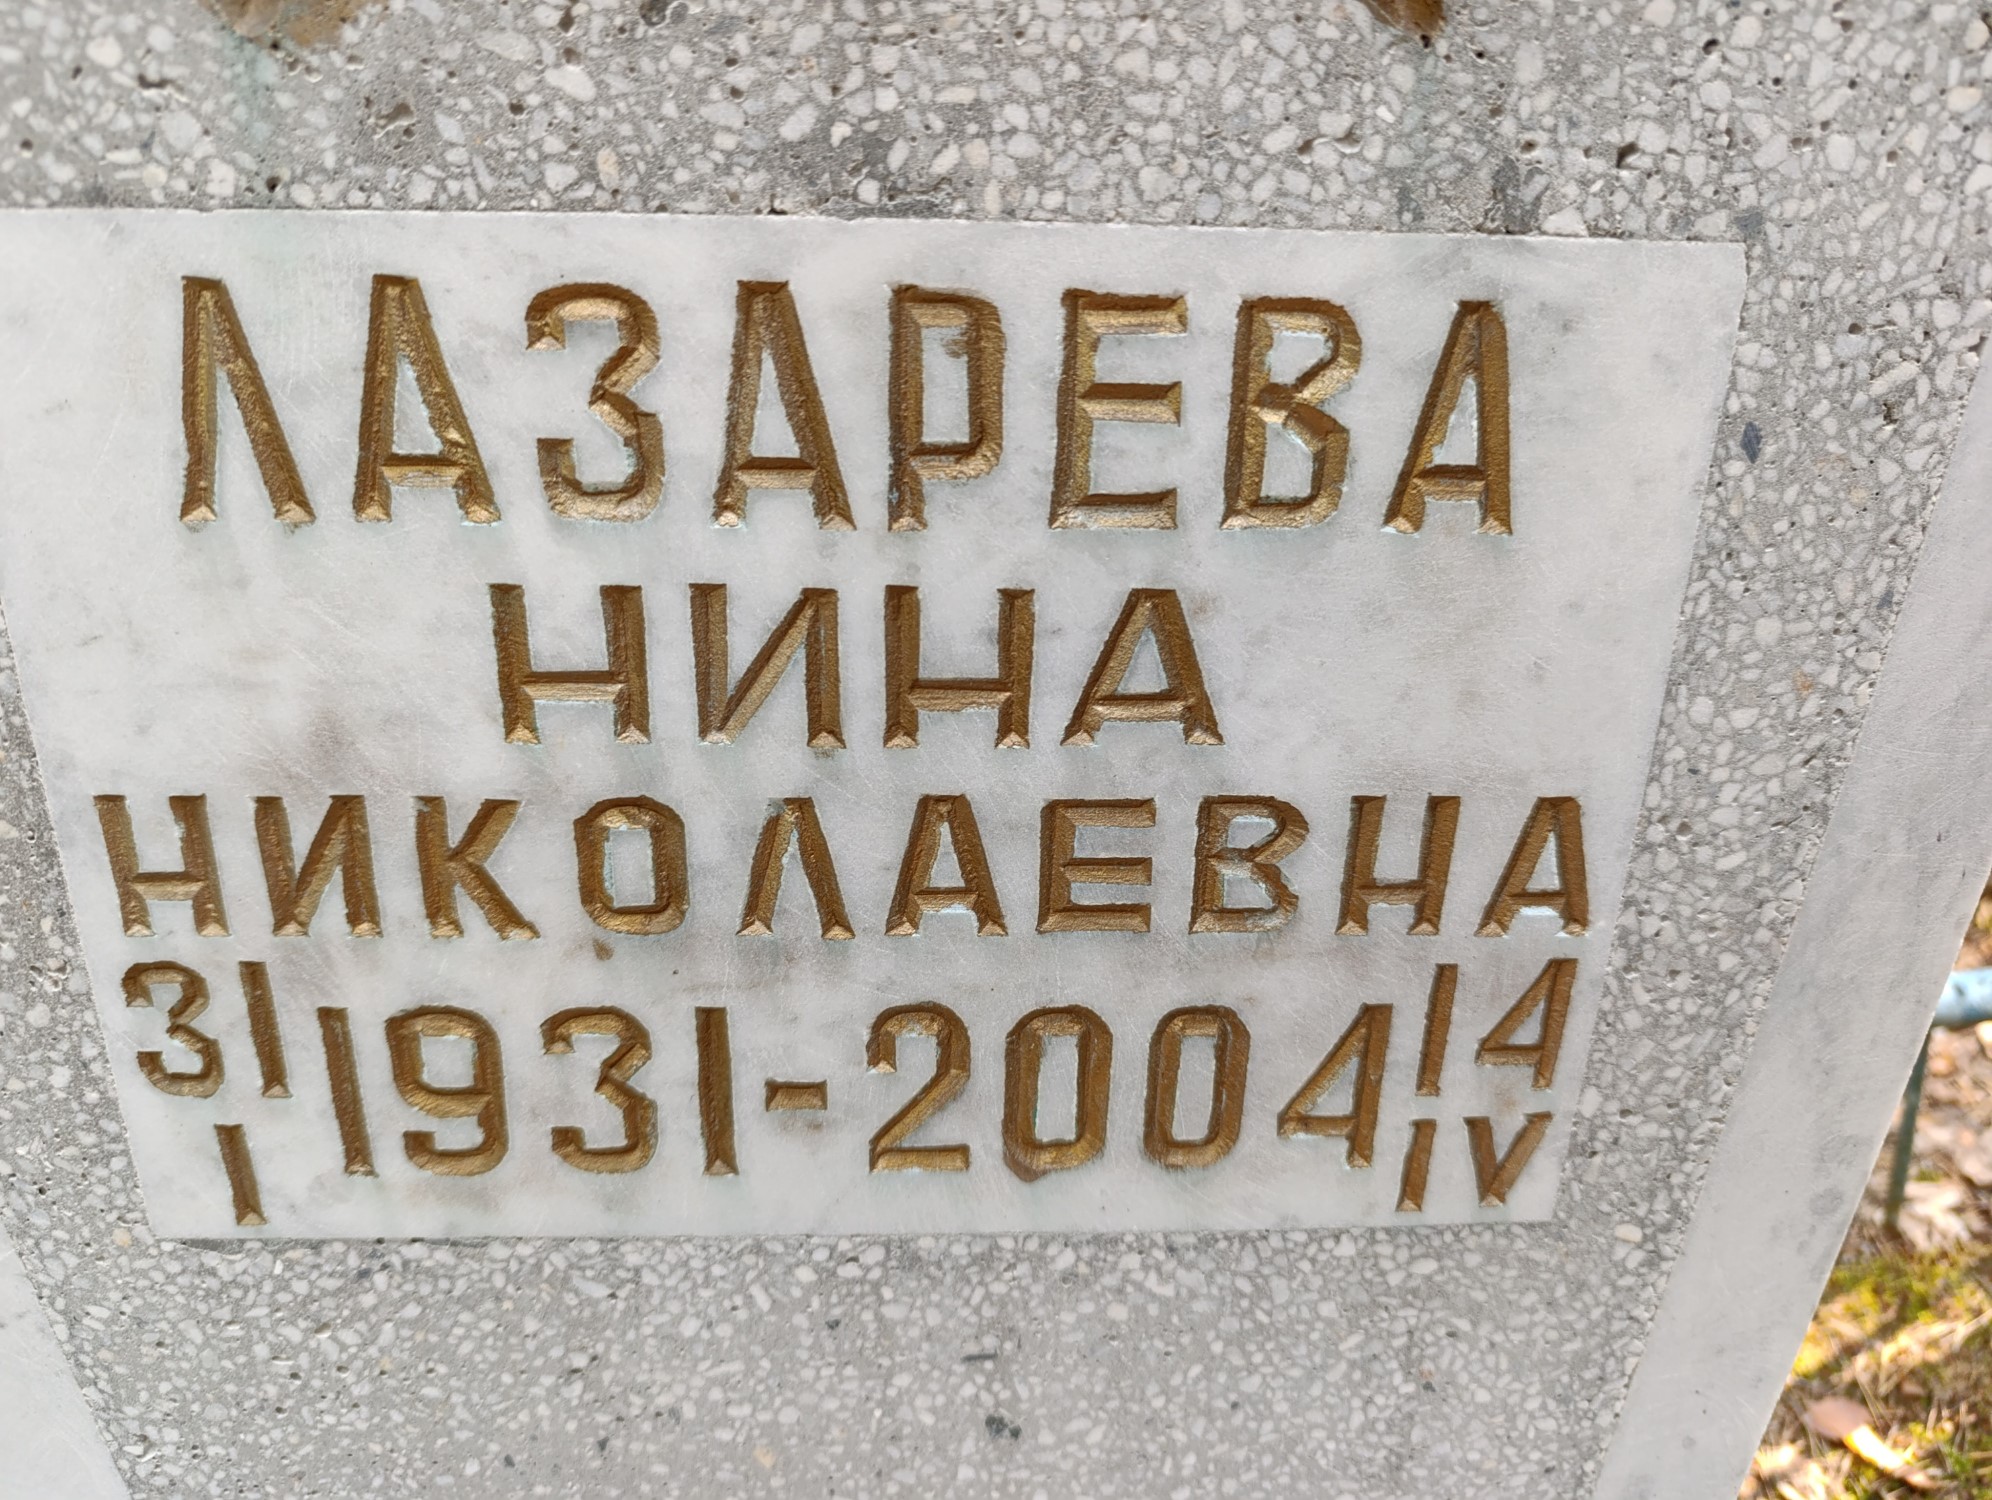 ЛАЗАРЕВА
НИНА
НИКОЛАЕВНА
31 14
1931-2004
I IV